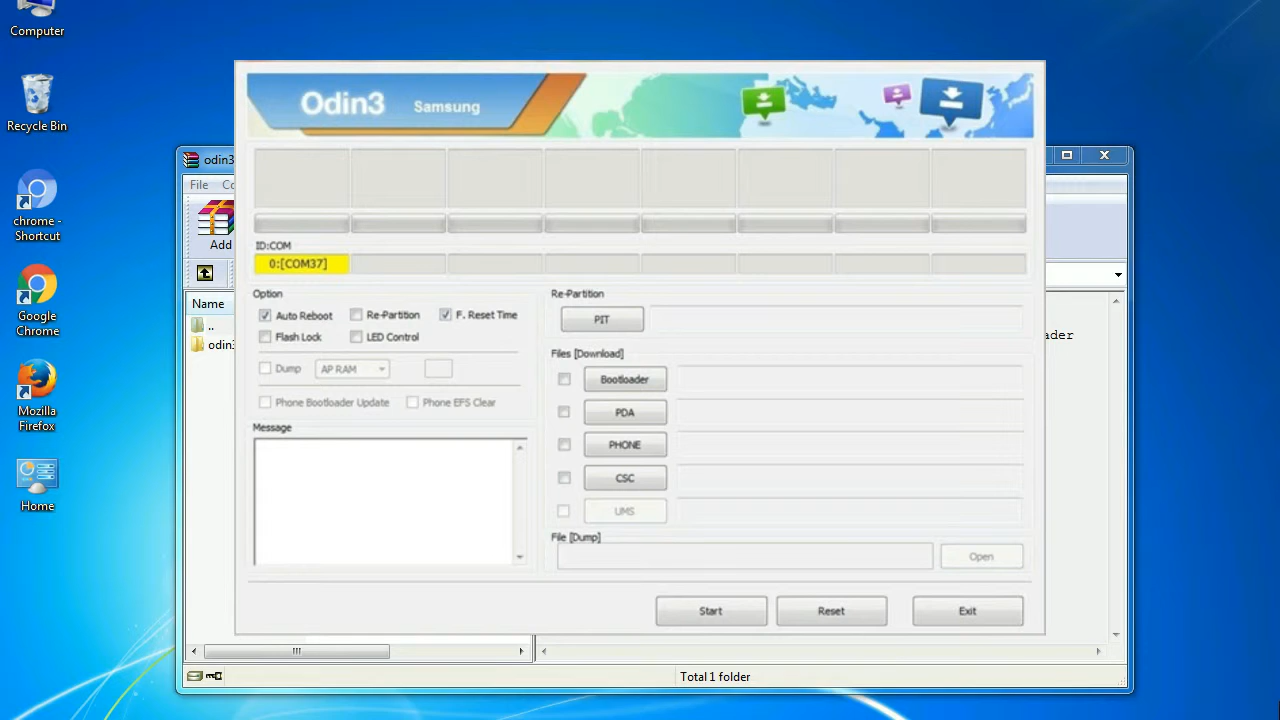 Computer
Recycle Bin
chrome -
Shortcut
Google
Chrome
Mozilla
Firefox
Home
odin3
File
Add
Name
..
odin3
ader
Total 1 folder
Odin3 Samsung
ID:COM
0:[COM37]
Option
Auto Reboot Re-Partition F. Reset Time
Flash Lock LED Control
Dump AP RAM
Phone Bootloader Update Phone EFS Clear
Message
Re-Partition
PIT
Files [Download]
Bootloader
PDA
PHONE
CSC
UMS
File [Dump]
Open
Start Reset Exit